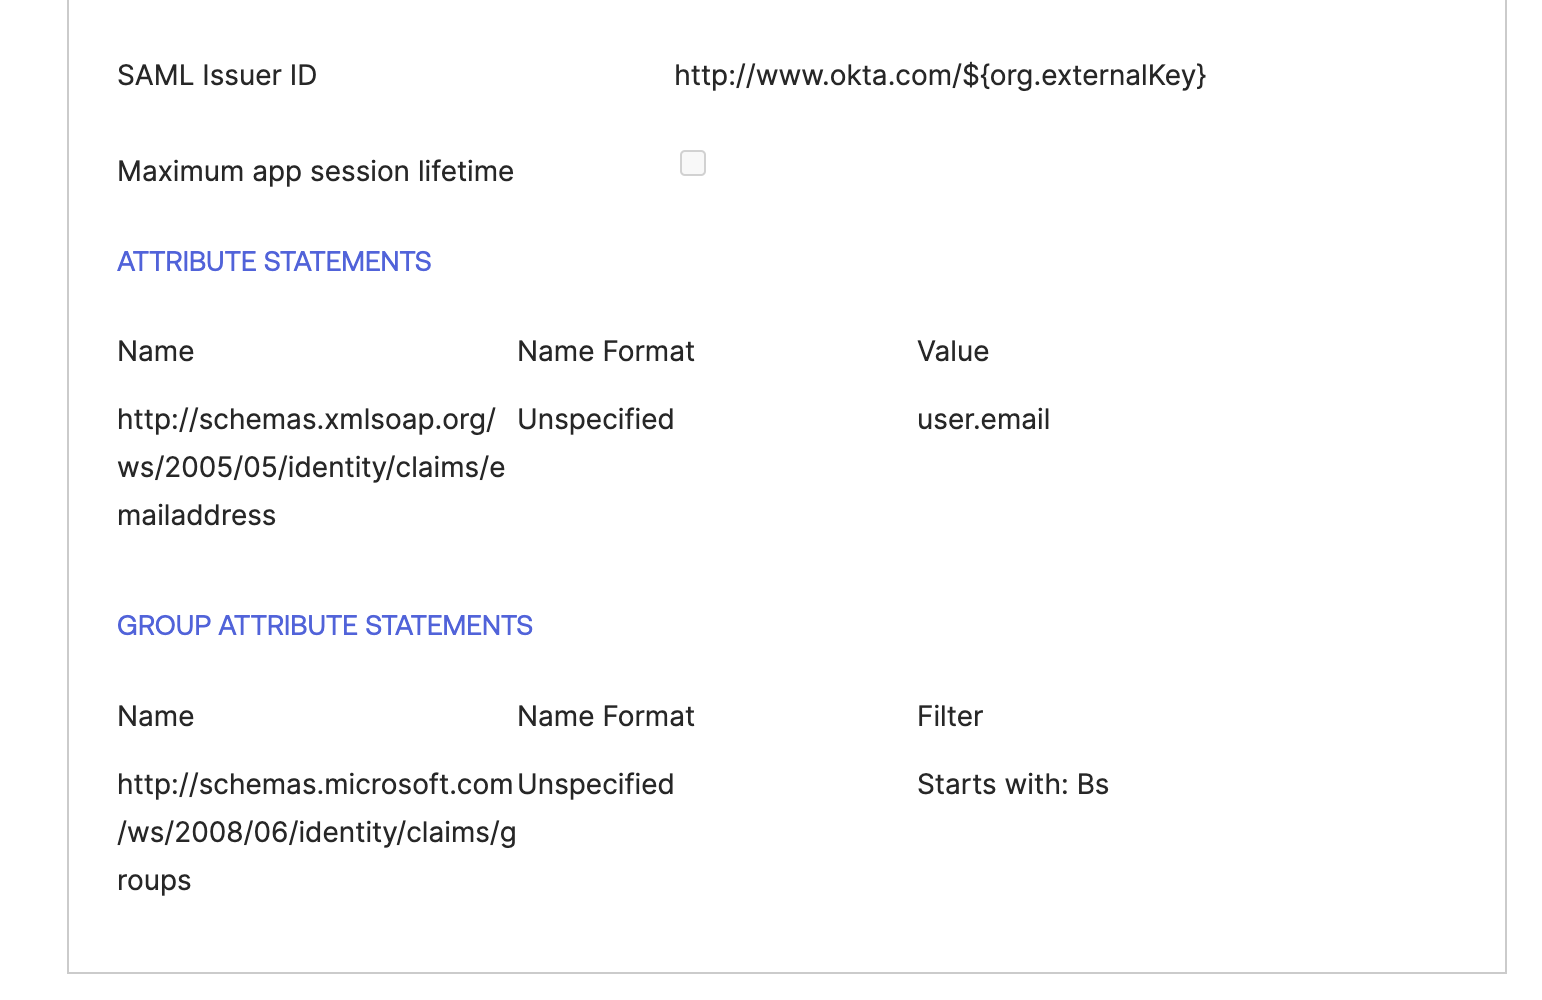 SAML Issuer ID http://www.okta.com/${org.externalKey}
Maximum app session lifetime
ATTRIBUTE STATEMENTS
Name Name Format Value
http://schemas.xmlsoap.org/ Unspecified user.email
ws/2005/05/identity/claims/e
mailaddress
GROUP ATTRIBUTE STATEMENTS
Name Name Format Filter
http://schemas.microsoft.com Unspecified Starts with: Bs
/ws/2008/06/identity/claims/g
roups